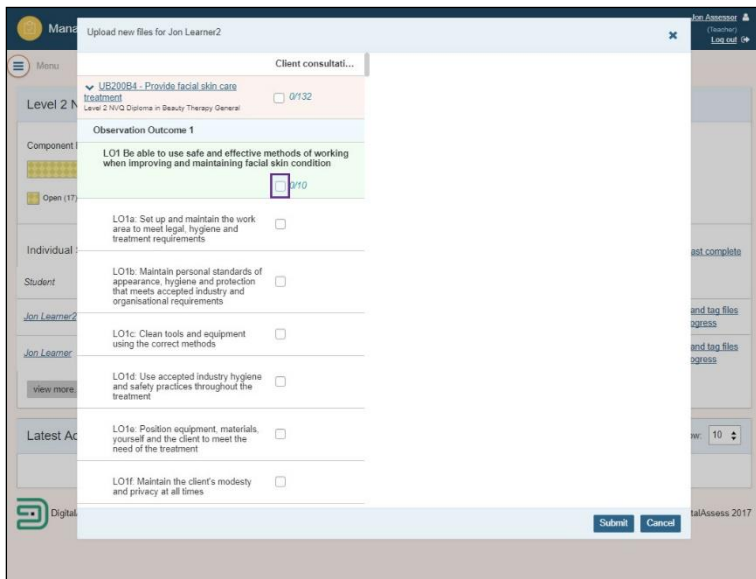 Mana
Upload new files for Jon Learner2
Jon Assessor
(Teacher)
Log out
Menu
Client consultati...
UB200B4 - Provide facial skin care
treatment
0/132
Level 2 NVQ Diploma in Beauty Therapy General
Level 2 N
Observation Outcome 1
Component
LO1 Be able to use safe and effective methods of working
when improving and maintaining facial skin condition
0/10
Open (17)
LO1a: Set up and maintain the work
area to meet legal, hygiene and
treatment requirements
Individual
ast complete
Student
LO1b: Maintain personal standards of
appearance, hygiene and protection
that meets accepted industry and
organisational requirements
Jon Learner2
and tag files
ogress
LO1c: Clean tools and equipment
using the correct methods
Jon Learner
and tag files
ogress
LO1d: Use accepted industry hygiene
and safety practices throughout the
treatment
view more.
LO1e: Position equipment, materials,
yourself and the client to meet the
need of the treatment
Latest Ac
ow: 10
LO1f: Maintain the client's modesty
and privacy at all times
Digital
Submit Cancel
talAssess 2017